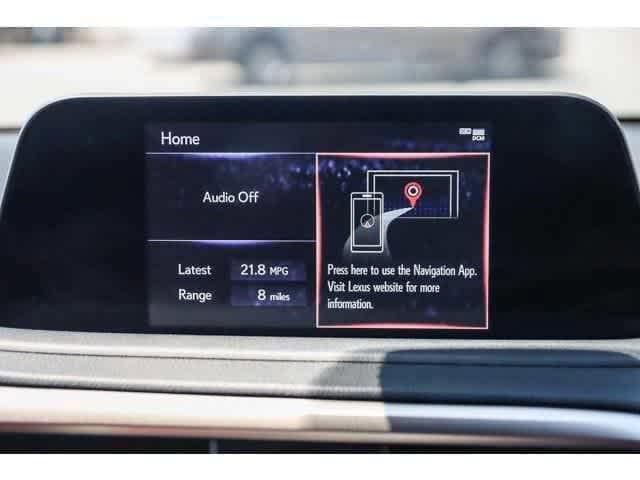 Home
DCM
Audio Off
Latest 21.8 MPG
Range 8 miles
Press here to use the Navigation App.
Visit Lexus website for more
information.